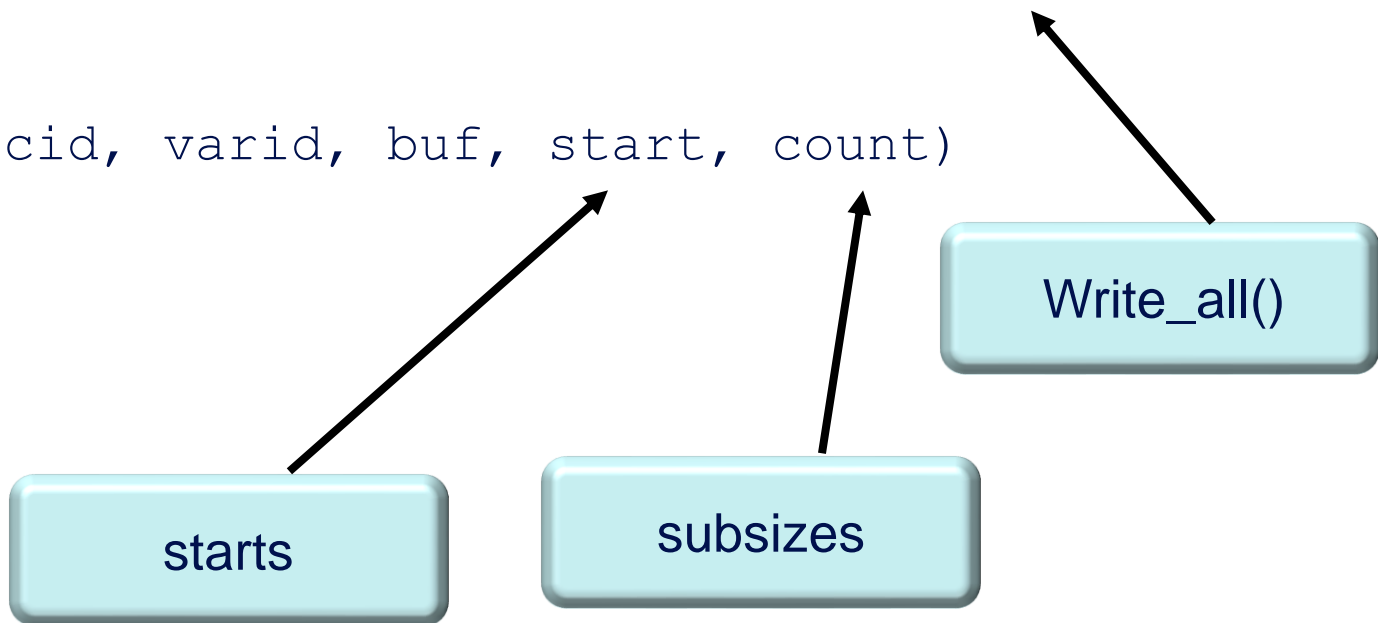 cid, varid, buf, start, count)
Write_all()
starts
subsizes